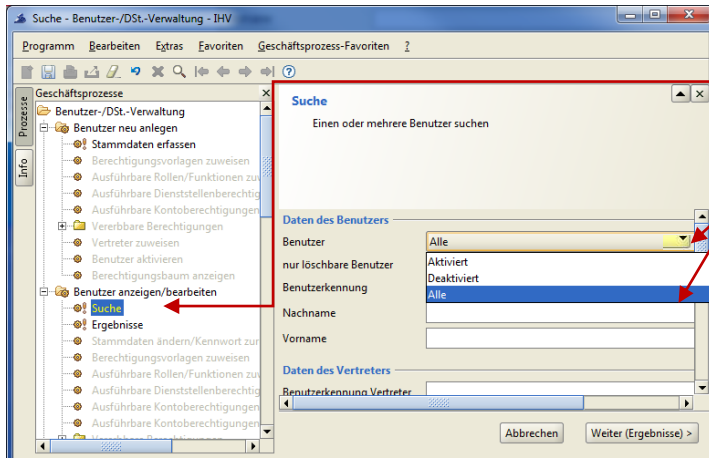 Suche - Benutzer-/DSt.-Verwaltung - IHV
Programm Bearbeiten Extras Favoriten Geschäftsprozess-Favoriten ?
Prozesse
Info
Geschäftsprozesse
Benutzer-/DSt.-Verwaltung
Benutzer neu anlegen
Stammdaten erfassen
Berechtigungsvorlagen zuweisen
Ausführbare Rollen/Funktionen zuw
Ausführbare Dienststellenberechtig
Ausführbare Kontoberechtigungen
Vererbbare Berechtigungen
Vertreter zuweisen
Benutzer aktivieren
Berechtigungsbaum anzeigen
Benutzer anzeigen/bearbeiten
Suche
Ergebnisse
Stammdaten ändern/Kennwort zur
Berechtigungsvorlagen zuweisen
Ausführbare Rollen/Funktionen zuw
Ausführbare Dienststellenberechtig
Ausführbare Kontoberechtigungen
Ausführbare Kontoberechtigungen
Suche
Einen oder mehrere Benutzer suchen
Daten des Benutzers
Benutzer Alle
nur löschbare Benutzer
Aktiviert
Deaktiviert
Alle
Benutzerkennung
Nachname
Vorname
Daten des Vertreters
Benutzerkennung Vertreter
Abbrechen Weiter (Ergebnisse) >